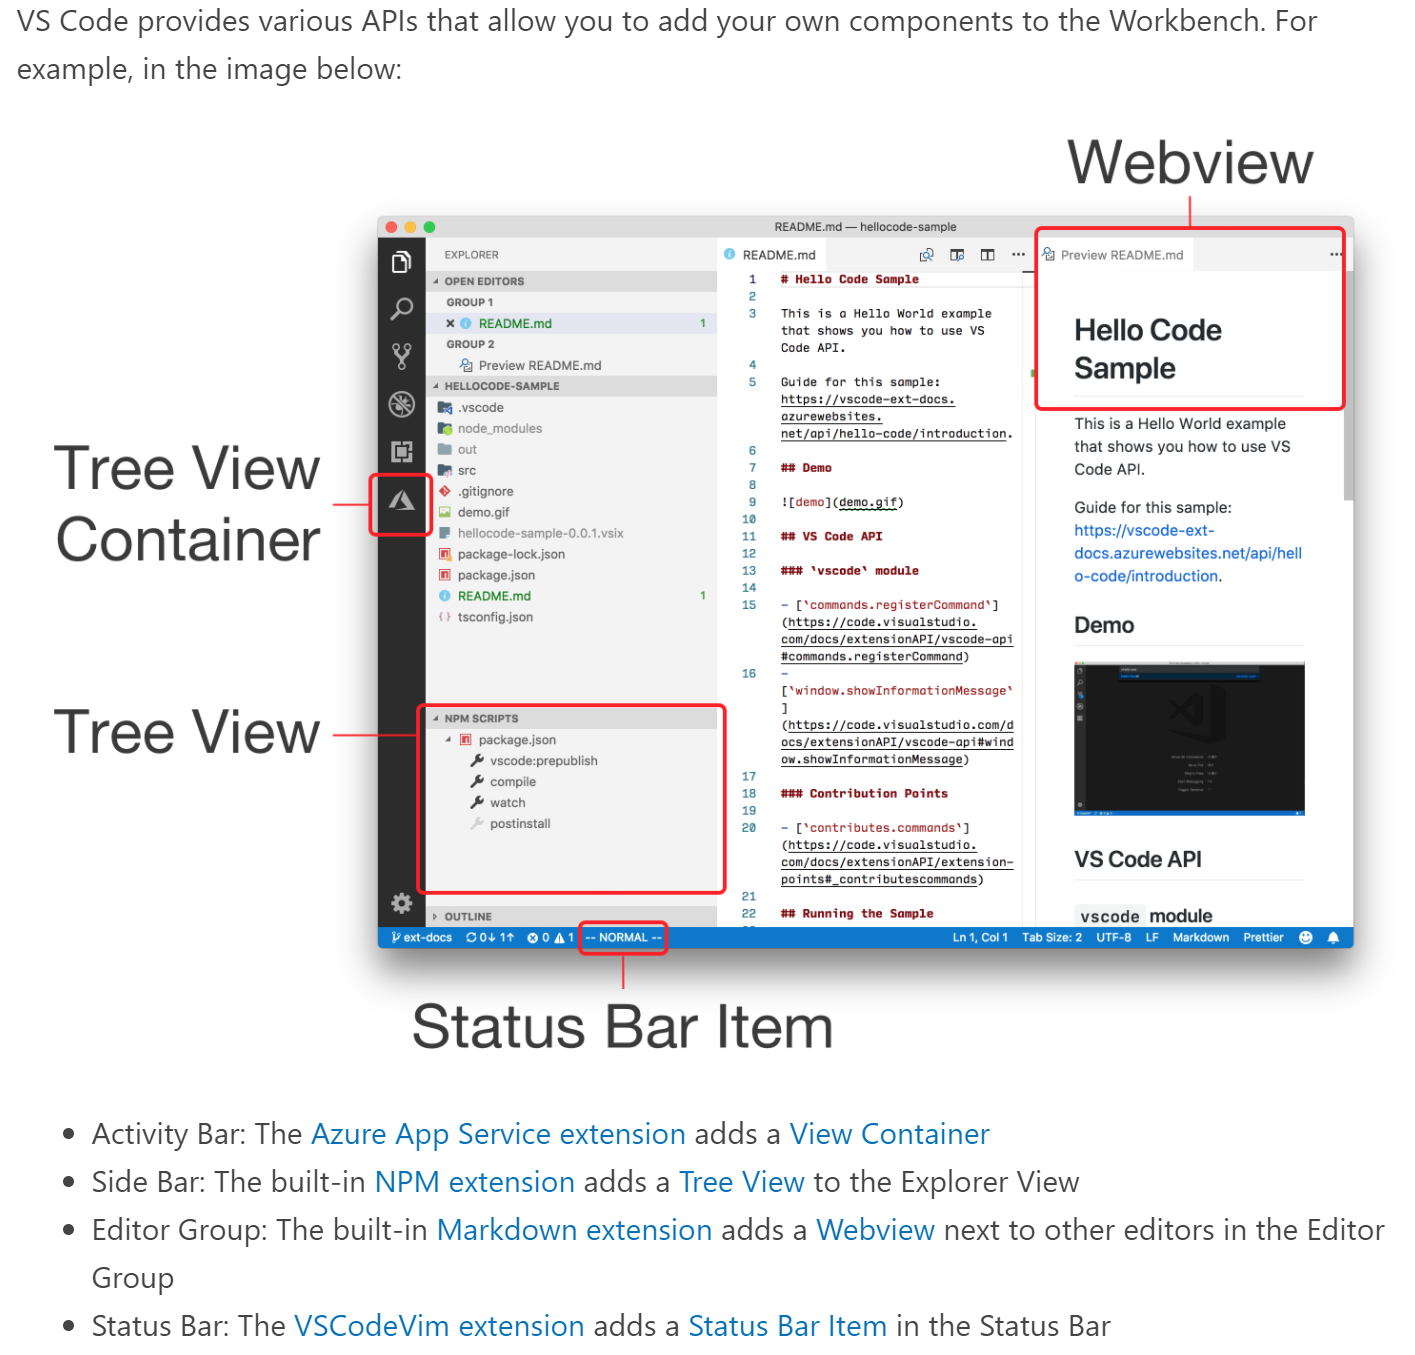 VS Code provides various APIs that allow you to add your own components to the Workbench. For
example, in the image below:
Webview
README.md — hellocode-sample
EXPLORER
OPEN EDITORS
GROUP 1
README.md 1
GROUP 2
Preview README.md
HELLOCODE-SAMPLE
.vscode
node_modules
out
src
.gitignore
demo.gif
hellocode-sample-0.0.1.vsix
package-lock.json
package.json
README.md 1
tsconfig.json
NPM SCRIPTS
package.json
vscode:prepublish
compile
watch
postinstall
OUTLINE
Tree View
Container
Tree View
README.md
1 # Hello Code Sample
2
3 This is a Hello World example
that shows you how to use VS
Code API.
4
5 Guide for this sample:
https://vscode-ext-docs.
azurewebsites.
net/api/hello-code/introduction.
6
7 ## Demo
8
9 ![demo](demo.gif)
10
11 ## VS Code API
12
13 ### `vscode` module
14
15 - [`commands.registerCommand`]
(https://code.visualstudio.
com/docs/extensionAPI/vscode-api
#commands.registerCommand)
16 -
[`window.showInformationMessage`
]
(https://code.visualstudio.com/d
ocs/extensionAPI/vscode-api#wind
ow.showInformationMessage)
17
18 ### Contribution Points
19
20 - [`contributes.commands`]
(https://code.visualstudio.
com/docs/extensionAPI/extension-
points#_contributescommands)
21
22 ## Running the Sample
Preview README.md
Hello Code
Sample
This is a Hello World example
that shows you how to use VS
Code API.
Guide for this sample:
https://vscode-ext-
docs.azurewebsites.net/api/hell
o-code/introduction.
Demo
VS Code API
vscode module
ext-docs 0↓ 1↑ 0 1 -- NORMAL -- Ln 1, Col 1 Tab Size: 2 UTF-8 LF Markdown Prettier
Status Bar Item
• Activity Bar: The Azure App Service extension adds a View Container
• Side Bar: The built-in NPM extension adds a Tree View to the Explorer View
• Editor Group: The built-in Markdown extension adds a Webview next to other editors in the Editor
Group
• Status Bar: The VSCodeVim extension adds a Status Bar Item in the Status Bar